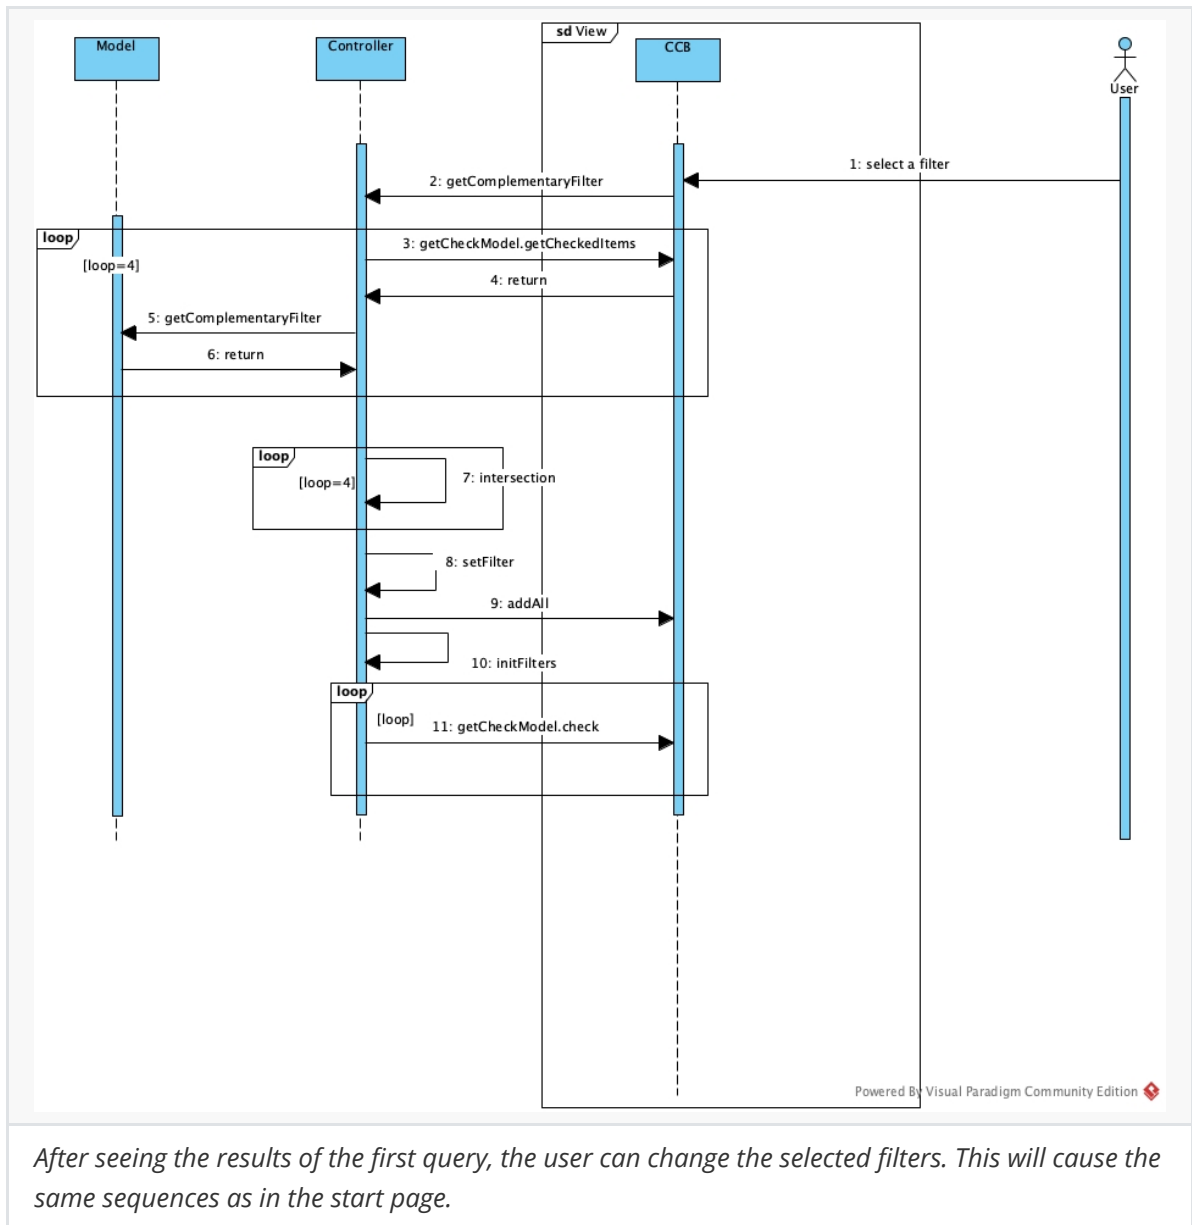 sd View
Model
Controller
CCB
User
1: select a filter
2: getComplementaryFilter
loop
[loop=4]
3: getCheckModel.getCheckedItems
4: return
5: getComplementaryFilter
6: return
loop
[loop=4]
7: intersection
8: setFilter
9: addAll
10: initFilters
loop
[loop]
11: getCheckModel.check
Powered By Visual Paradigm Community Edition
After seeing the results of the first query, the user can change the selected filters. This will cause the
same sequences as in the start page.